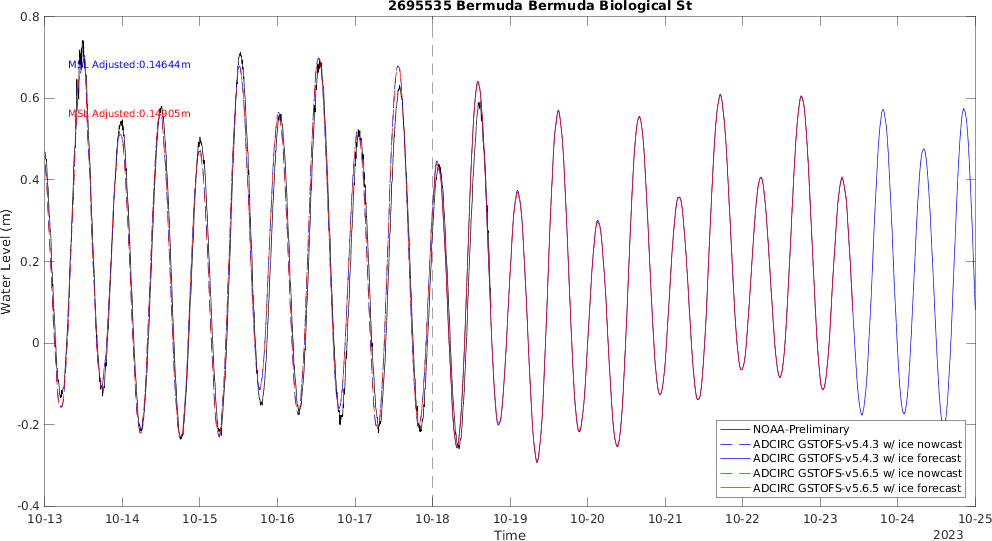 2695535 Bermuda Bermuda Biological St
0.8
MSL Adjusted:0.14644m
0.6
MSL Adjusted:0.14905m
0.4
0.2
0
-0.2
-0.4
Water Level (m)
NOAA-Preliminary
ADCIRC GSTOFS-v5.4.3 w/ ice nowcast
ADCIRC GSTOFS-v5.4.3 w/ ice forecast
ADCIRC GSTOFS-v5.6.5 w/ ice nowcast
ADCIRC GSTOFS-v5.6.5 w/ ice forecast
10-13 10-14 10-15 10-16 10-17 10-18 10-19 10-20 10-21 10-22 10-23 10-24 10-25
Time
2023